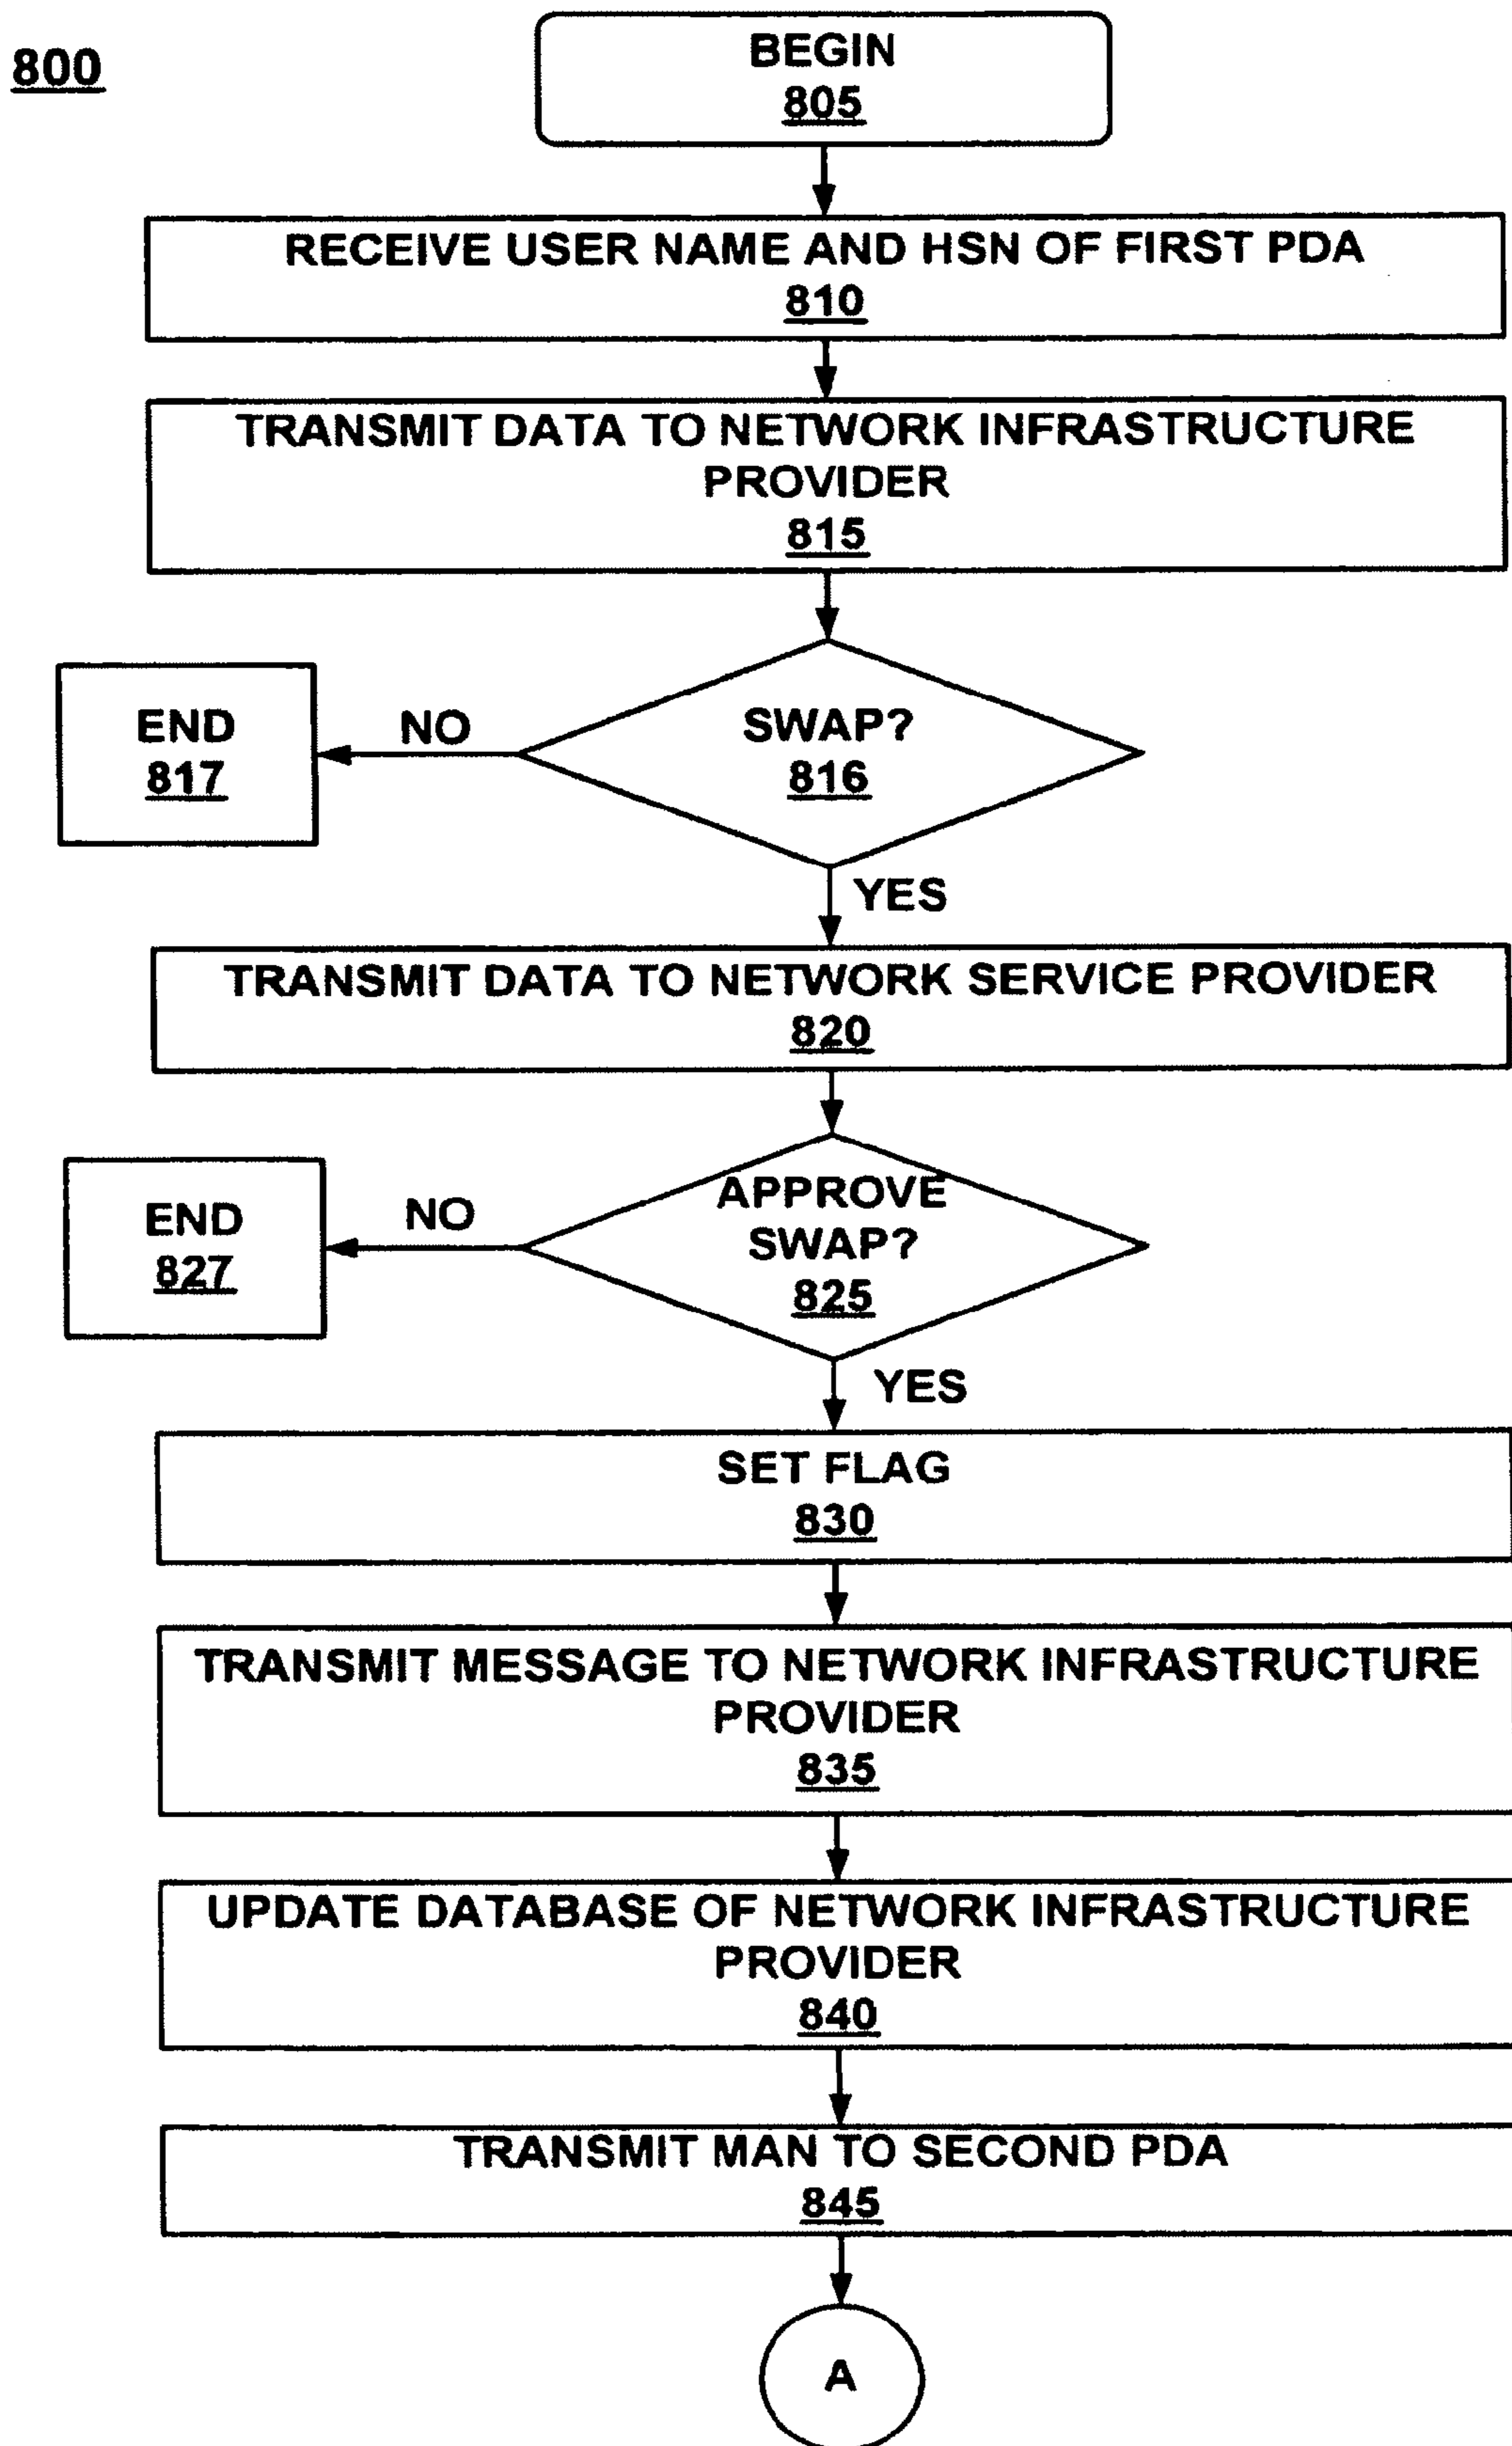 800
BEGIN
805
RECEIVE USER NAME AND HSN OF FIRST PDA
810
TRANSMIT DATA TO NETWORK INFRASTRUCTURE
PROVIDER
815
SWAP?
816
NO
END
817
YES
TRANSMIT DATA TO NETWORK SERVICE PROVIDER
820
APPROVE
SWAP?
825
NO
END
827
YES
SET FLAG
830
TRANSMIT MESSAGE TO NETWORK INFRASTRUCTURE
PROVIDER
835
UPDATE DATABASE OF NETWORK INFRASTRUCTURE
PROVIDER
840
TRANSMIT MAN TO SECOND PDA
845
A